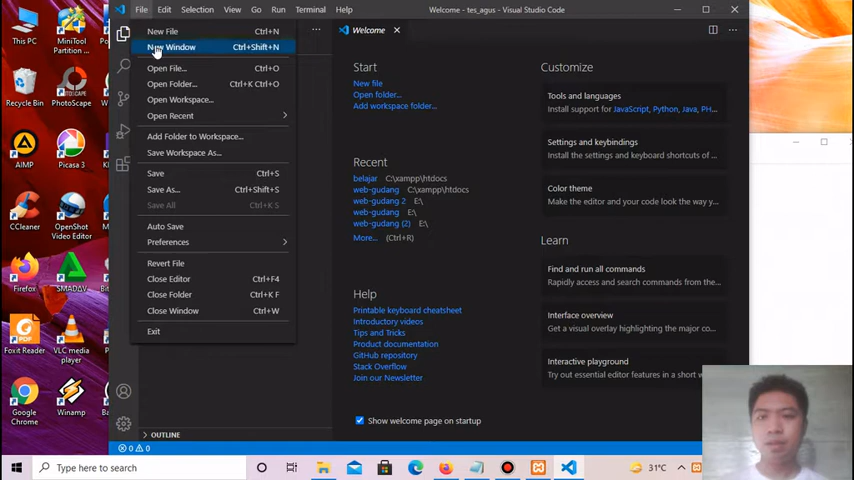 This PC
MiniTool
Partition ...
Recycle Bin
PhotoScape
AIMP
Picasa 3
CCleaner
OpenShot
Video Editor
Firefox
SMADAV
Foxit Reader
VLC media
player
Google
Chrome
Winamp
File Edit Selection View Go Run Terminal Help
Welcome - tes_agus - Visual Studio Code
New File Ctrl+N
New Window Ctrl+Shift+N
Open File... Ctrl+O
Open Folder... Ctrl+K Ctrl+O
Open Workspace...
Open Recent
Add Folder to Workspace...
Save Workspace As...
Save Ctrl+S
Save As... Ctrl+Shift+S
Save All Ctrl+K S
Auto Save
Preferences
Revert File
Close Editor Ctrl+F4
Close Folder Ctrl+K F
Close Window Ctrl+W
Exit
OUTLINE
0 0
Welcome
Start
New file
Open folder...
Add workspace folder...
Recent
belajar C:\xampp\htdocs
web-gudang C:\xampp\htdocs
web-gudang 2 E:\
web-gudang E:\
web-gudang (2) E:\
More... (Ctrl+R)
Help
Printable keyboard cheatsheet
Introductory videos
Tips and Tricks
Product documentation
GitHub repository
Stack Overflow
Join our Newsletter
Show welcome page on startup
Customize
Tools and languages
Install support for JavaScript, Python, Java, PH...
Settings and keybindings
Install the settings and keyboard shortcuts of ...
Color theme
Make the editor and your code look the way y...
Learn
Find and run all commands
Rapidly access and search commands from the...
Interface overview
Get a visual overlay highlighting the major co...
Interactive playground
Try out essential editor features in a short w
Type here to search
31°C